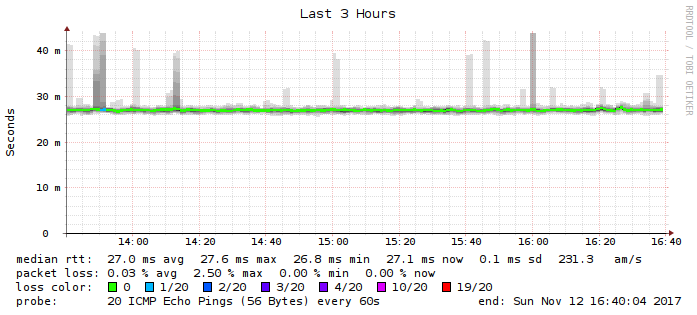 Last 3 Hours
RRDTOOL / TOBI OETIKER
Seconds
40 m
30 m
20 m
10 m
0
14:00 14:20 14:40 15:00 15:20 15:40 16:00 16:20 16:40
median rtt: 27.0 ms avg 27.6 ms max 26.8 ms min 27.1 ms now 0.1 ms sd 231.3 am/s
packet loss: 0.03 % avg 2.50 % max 0.00 % min 0.00 % now
loss color: 0 1/20 2/20 3/20 4/20 10/20 19/20
probe: 20 ICMP Echo Pings (56 Bytes) every 60s end: Sun Nov 12 16:40:04 2017